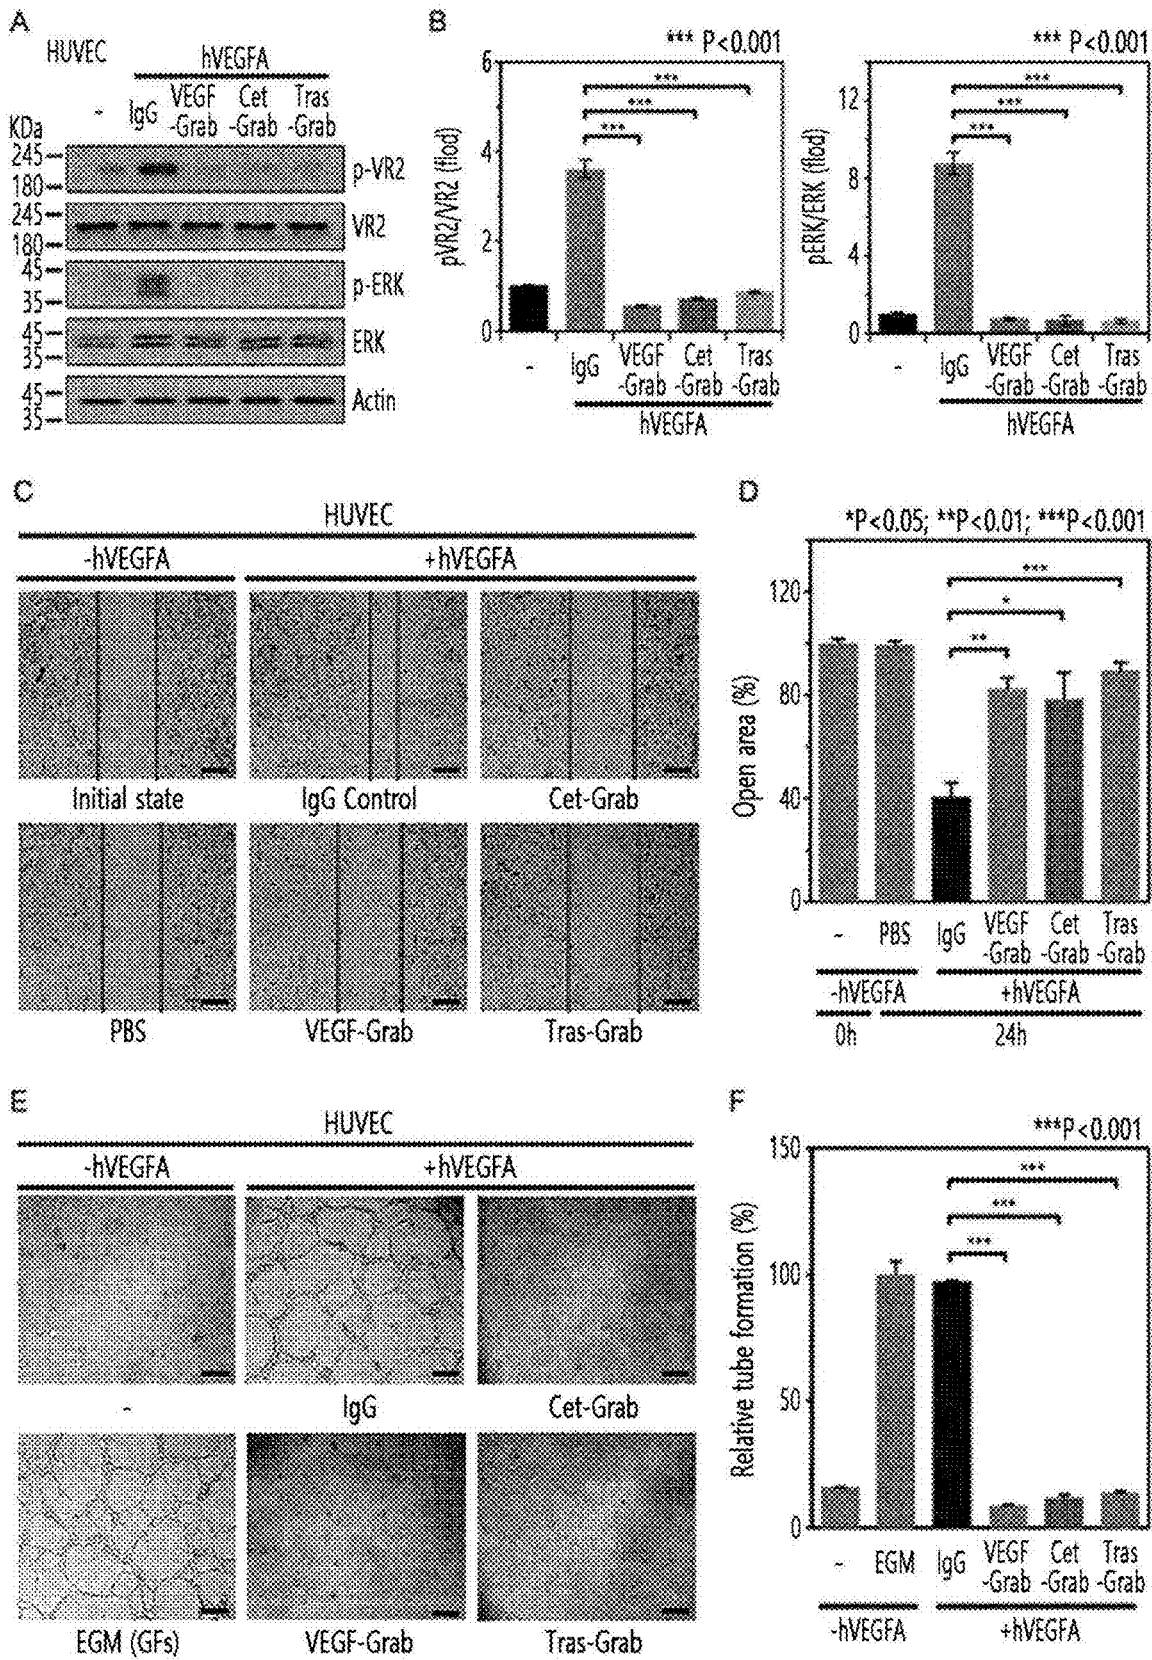 A
HUVEC
hVEGFA
-
IgG
VEGF
-Grab
Cet
-Grab
Tras
-Grab
KDa
245
180
p-VR2
245
180
VR2
45
35
p-ERK
45
35
ERK
45
35
Actin
B
*** P<0.001
pVR2/VR2 (flod)
6
4
2
0
***
***
***
-
IgG
VEGF
-Grab
Cet
-Grab
Tras
-Grab
hVEGFA
*** P<0.001
pERK/ERK (flod)
12
8
4
0
***
***
***
-
IgG
VEGF
-Grab
Cet
-Grab
Tras
-Grab
hVEGFA
C
HUVEC
-hVEGFA
+hVEGFA
Initial state
IgG Control
Cet-Grab
PBS
VEGF-Grab
Tras-Grab
D
*P<0.05; **P<0.01; ***P<0.001
Open area (%)
120
80
40
0
***
*
**
-
PBS
IgG
VEGF
-Grab
Cet
-Grab
Tras
-Grab
-hVEGFA
+hVEGFA
0h
24h
E
HUVEC
-hVEGFA
+hVEGFA
-
IgG
Cet-Grab
EGM (GFs)
VEGF-Grab
Tras-Grab
F
***P<0.001
Relative tube formation (%)
150
100
50
0
***
***
***
-
EGM
IgG
VEGF
-Grab
Cet
-Grab
Tras
-Grab
-hVEGFA
+hVEGFA